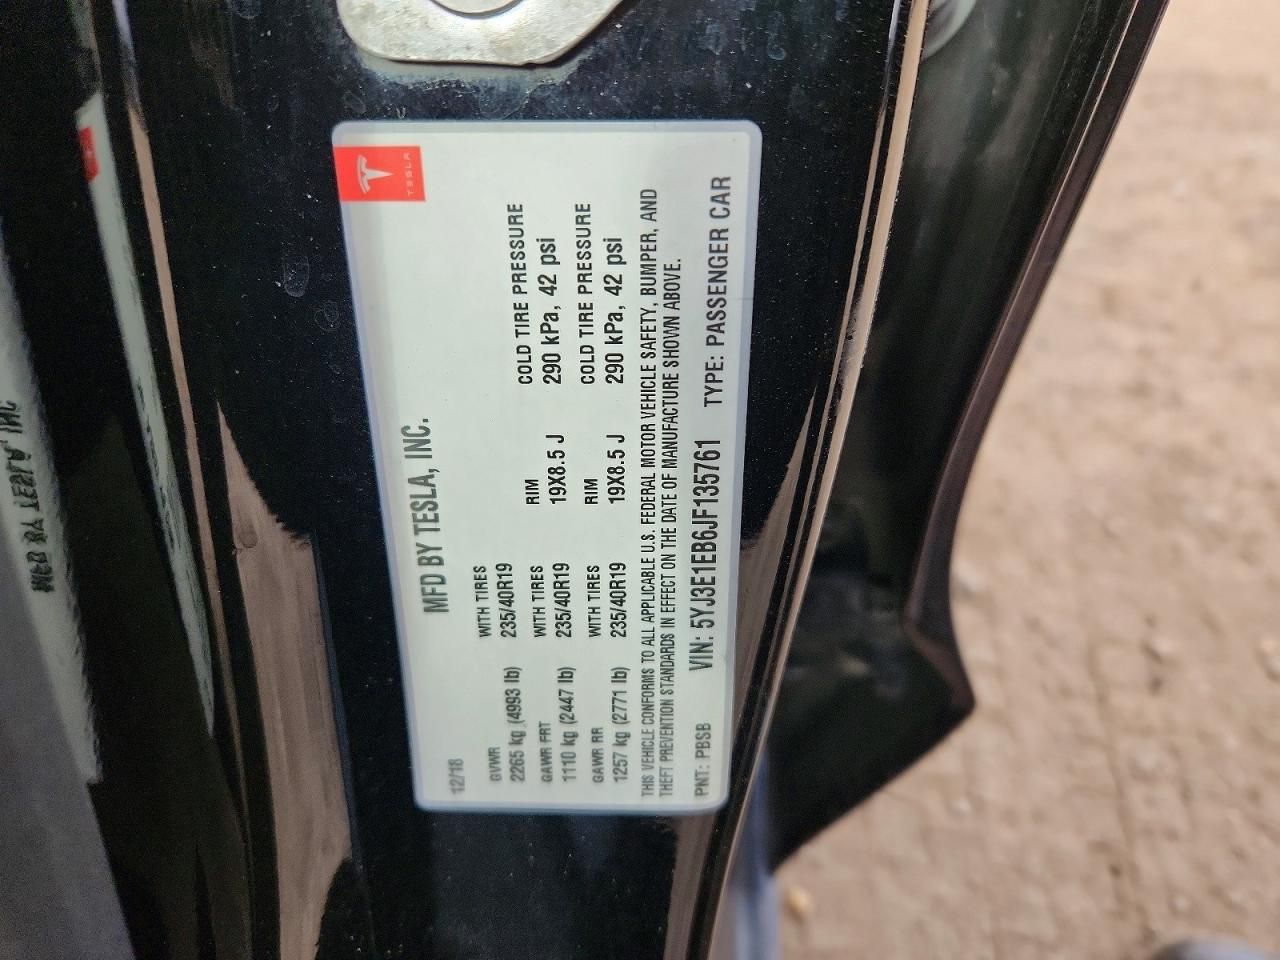 TESLA
MFD BY TESLA, INC.
12/18
GVWR WITH TIRES
2265 kg (4993 lb) 235/40R19
GAWR FRT WITH TIRES RIM COLD TIRE PRESSURE
1110 kg (2447 lb) 235/40R19 19X8.5 J 290 kPa, 42 psi
GAWR RR WITH TIRES RIM COLD TIRE PRESSURE
1257 kg (2771 lb) 235/40R19 19X8.5 J 290 kPa, 42 psi
THIS VEHICLE CONFORMS TO ALL APPLICABLE U.S. FEDERAL MOTOR VEHICLE SAFETY, BUMPER, AND
THEFT PREVENTION STANDARDS IN EFFECT ON THE DATE OF MANUFACTURE SHOWN ABOVE.
PNT: PBSB VIN: 5YJ3E1EB6JF135761 TYPE: PASSENGER CAR